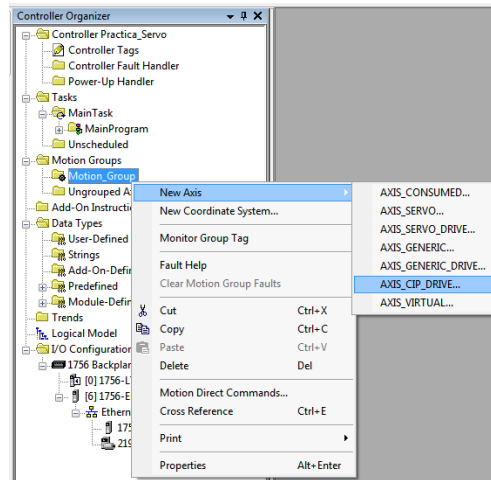 Controller Organizer
Controller Practica_Servo
Controller Tags
Controller Fault Handler
Power-Up Handler
Tasks
MainTask
MainProgram
Unscheduled
Motion Groups
Motion_Group
Ungrouped A
Add-On Instructi
Data Types
User-Defined
Strings
Add-On-Defin
Predefined
Module-Defin
Trends
Logical Model
I/O Configuration
1756 Backplan
[0] 1756-L
[6] 1756-E
Ethern
175
219
New Axis
New Coordinate System...
Monitor Group Tag
Fault Help
Clear Motion Group Faults
Cut Ctrl+X
Copy Ctrl+C
Paste Ctrl+V
Delete Del
Motion Direct Commands...
Cross Reference Ctrl+E
Print
Properties Alt+Enter
AXIS_CONSUMED...
AXIS_SERVO...
AXIS_SERVO_DRIVE...
AXIS_GENERIC...
AXIS_GENERIC_DRIVE...
AXIS_CIP_DRIVE...
AXIS_VIRTUAL...